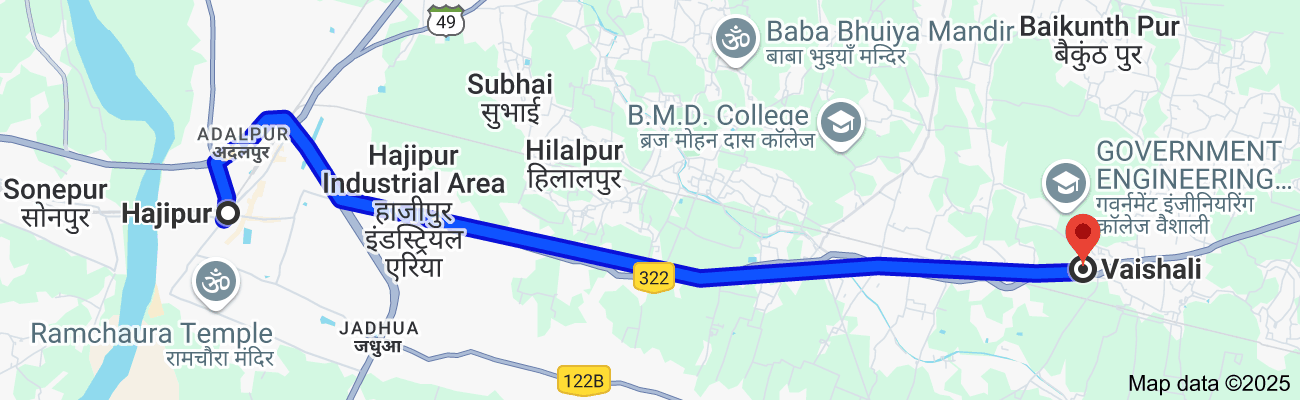 49
Baba Bhuiya Mandir
बाबा भुइयाँ मन्दिर
Baikunth Pur
बैकुंठ पुर
Subhai
सुभाई
B.M.D. College
ब्रज मोहन दास कॉलेज
ADALPUR
अदलपुर
Hajipur
Industrial Area
हाजीपुर
इंडस्ट्रियल
एरिया
Hilalpur
हिलालपुर
GOVERNMENT
ENGINEERING...
गवर्नमेंट इंजीनियरिंग
कॉलेज वैशाली
Sonepur
सोनपुर
Hajipur
Vaishali
322
Ramchaura Temple
रामचौरा मंदिर
JADHUA
जधुआ
122B
Map data ©2025